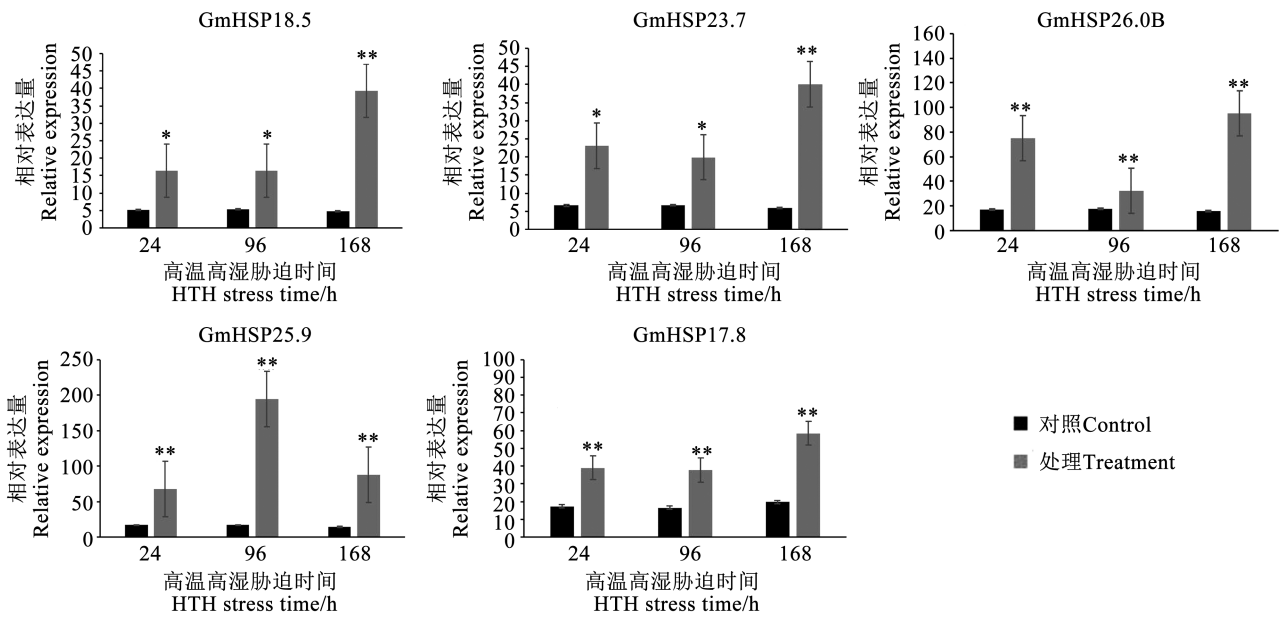 GmHSP18.5
相对表达量
Relative expression
50
45
40
35
30
25
20
15
10
5
0
*
*
**
24 96 168
高温高湿胁迫时间
HTH stress time/h
GmHSP23.7
相对表达量
Relative expression
50
45
40
35
30
25
20
15
10
5
0
*
*
**
24 96 168
高温高湿胁迫时间
HTH stress time/h
GmHSP26.0B
相对表达量
Relative expression
160
140
120
100
80
60
40
20
0
**
**
**
24 96 168
高温高湿胁迫时间
HTH stress time/h
GmHSP25.9
相对表达量
Relative expression
250
200
150
100
50
0
**
**
**
24 96 168
高温高湿胁迫时间
HTH stress time/h
GmHSP17.8
相对表达量
Relative expression
100
90
80
70
60
50
40
30
20
10
0
**
**
**
24 96 168
高温高湿胁迫时间
HTH stress time/h
对照Control
处理Treatment